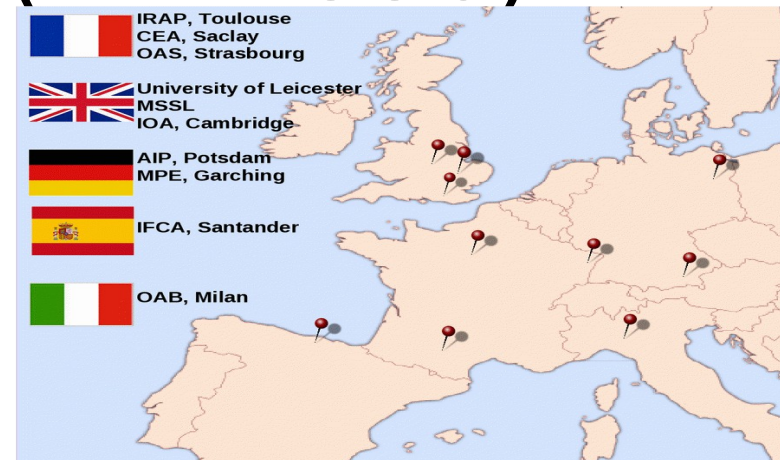 IRAP, Toulouse
CEA, Saclay
OAS, Strasbourg
University of Leicester
MSSL
IOA, Cambridge
AIP, Potsdam
MPE, Garching
IFCA, Santander
OAB, Milan